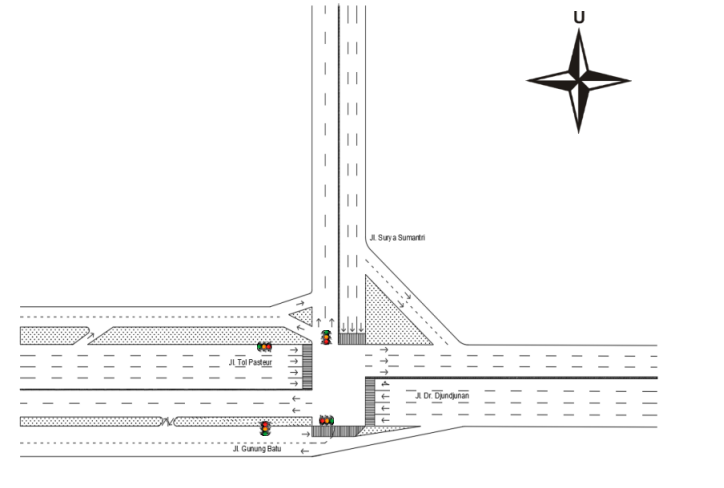 U
Jl. Surya Sumantri
Jl. Tol Pasteur
Jl. Dr. Djundjunan
Jl. Gunung Batu